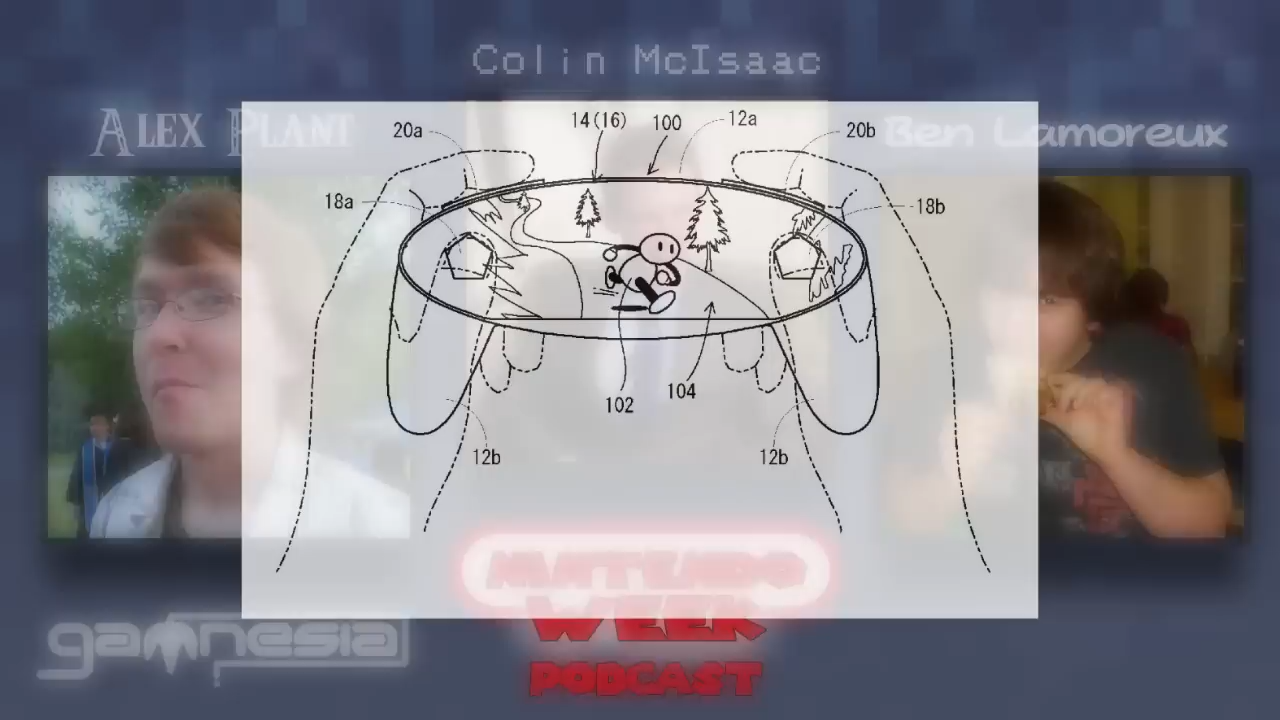 Colin McIsaac
Alex Plant
Ben Lamoreux
14(16) 100 12a
20a 20b
18a 18b
102 104
12b 12b
gamnesia
WEEK
PODCAST